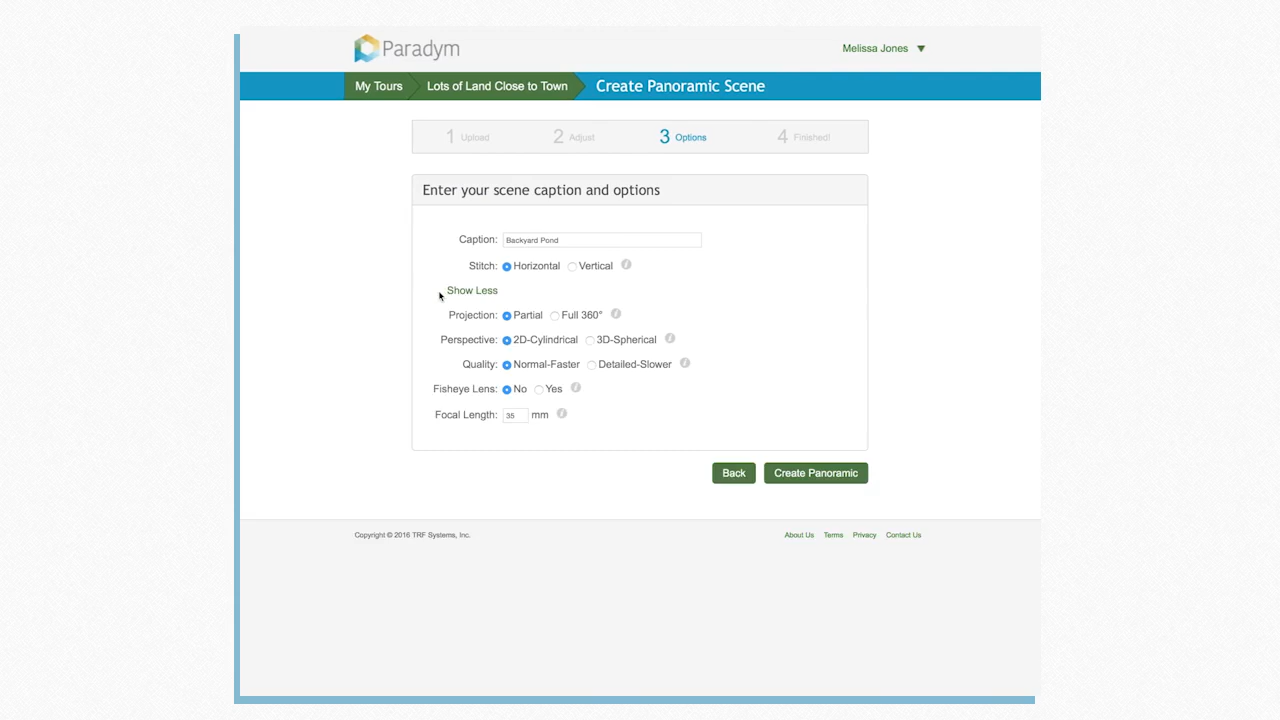 Paradym
Melissa Jones
My Tours Lots of Land Close to Town Create Panoramic Scene
1 Upload 2 Adjust 3 Options 4 Finished!
Enter your scene caption and options
Caption: Backyard Pond
Stitch: Horizontal Vertical
Show Less
Projection: Partial Full 360°
Perspective: 2D-Cylindrical 3D-Spherical
Quality: Normal-Faster Detailed-Slower
Fisheye Lens: No Yes
Focal Length: 35 mm
Back Create Panoramic
Copyright © 2016 TRF Systems, Inc. About Us Terms Privacy Contact Us